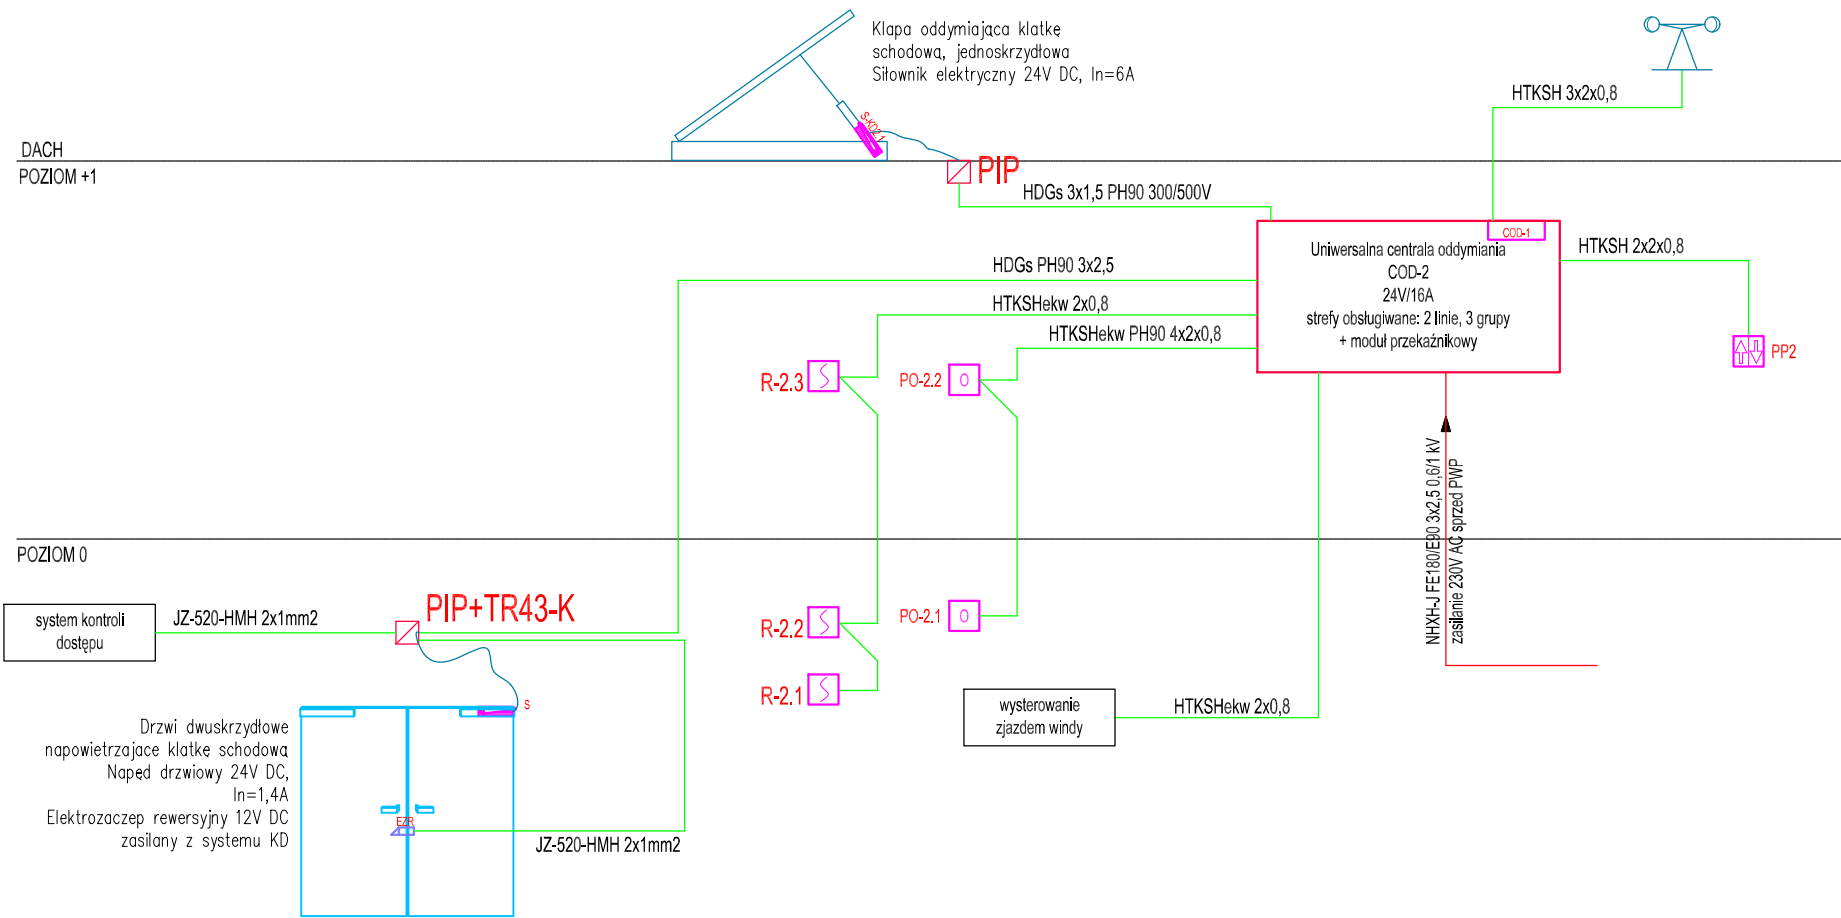 Klapa oddymiająca klatkę
schodową, jednoskrzydłowa
Siłownik elektryczny 24V DC, In=6A
HTKSH 3x2x0,8
S-KD2.1
DACH
POZIOM +1
PIP
HDGs 3x1,5 PH90 300/500V
COD-1
Uniwersalna centrala oddymiania
COD-2
24V/16A
strefy obsługiwane: 2 linie, 3 grupy
+ moduł przekaźnikowy
HTKSH 2x2x0,8
HDGs PH90 3x2,5
HTKSHekw 2x0,8
HTKSHekw PH90 4x2x0,8
PP2
R-2.3
PO-2.2
O
NHXH-J FE180/E90 3x2,5 0,6/1 kV
zasilanie 230V AC sprzed PWP
POZIOM 0
system kontroli
dostępu
JZ-520-HMH 2x1mm2
PIP+TR43-K
R-2.2
PO-2.1
O
R-2.1
S
wysterowanie
zjazdem windy
HTKSHekw 2x0,8
Drzwi dwuskrzydłowe
napowietrzajace klatkę schodową
Napęd drzwiowy 24V DC,
In=1,4A
Elektrozaczep rewersyjny 12V DC
zasilany z systemu KD
EZR
JZ-520-HMH 2x1mm2